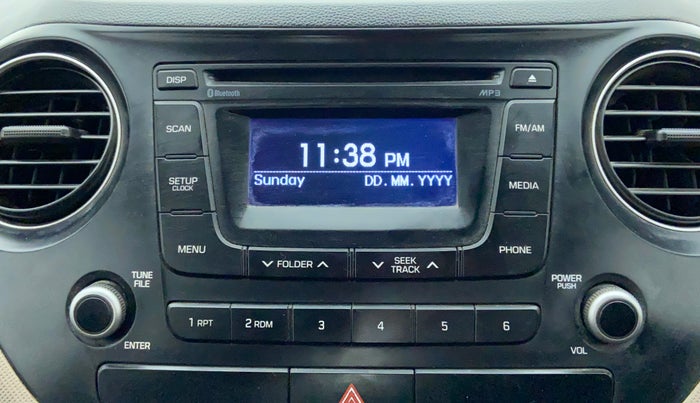 DISP
Bluetooth
MP3
SCAN
FM/AM
11:38 PM
Sunday DD.MM.YYYY
SETUP
CLOCK
MEDIA
MENU
FOLDER
SEEK
TRACK
PHONE
TUNE
FILE
POWER
PUSH
1 RPT
2 RDM
3
4
5
6
ENTER
VOL